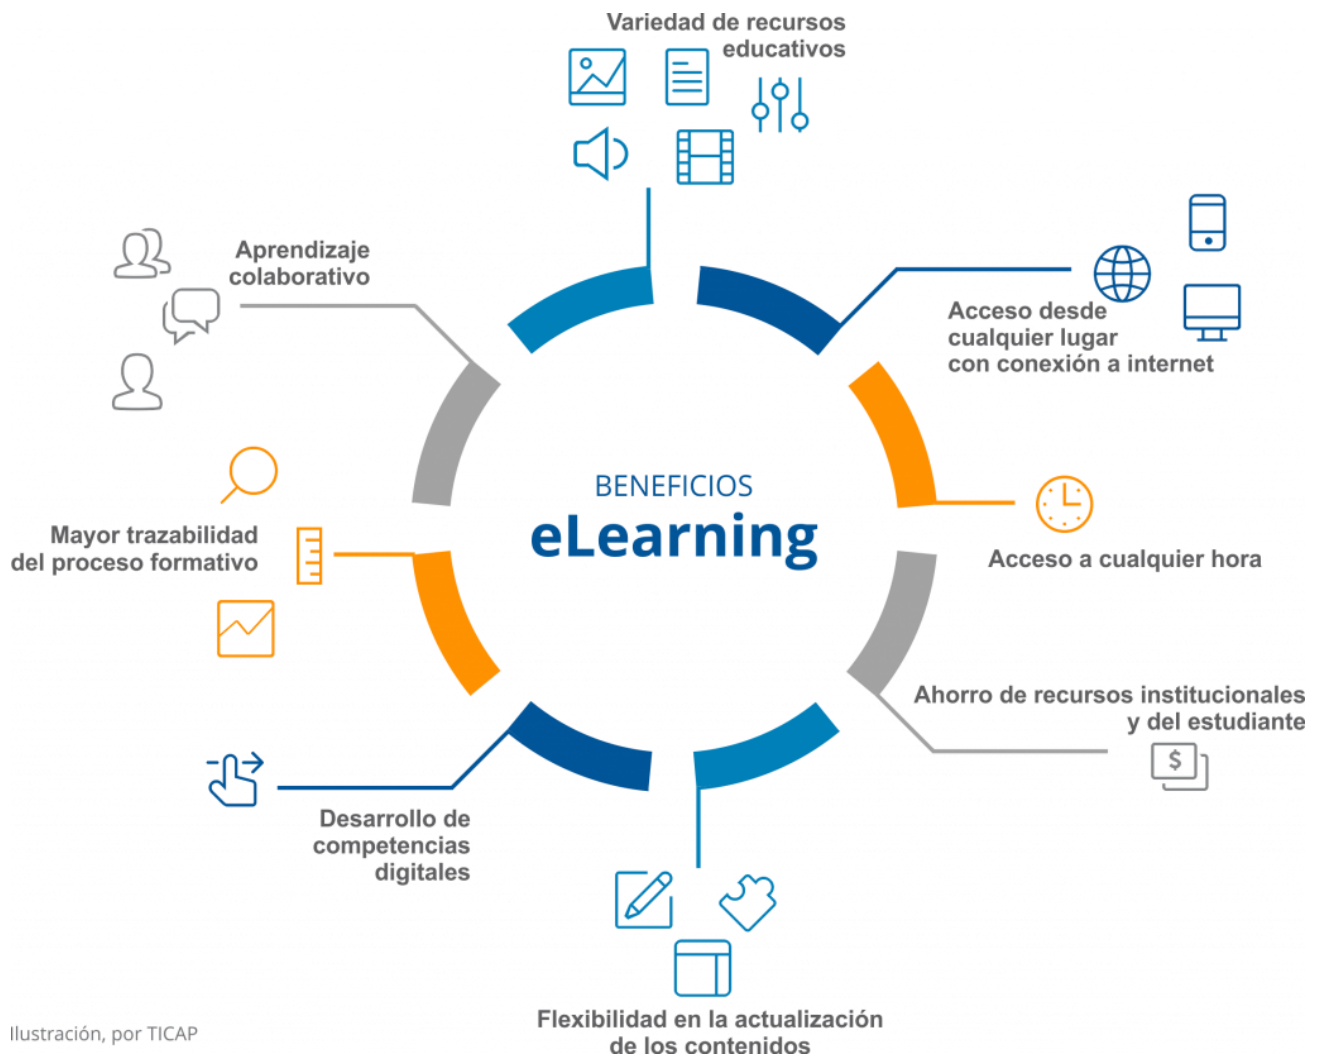 Variedad de recursos
educativos
Aprendizaje
colaborativo
Acceso desde
cualquier lugar
con conexión a internet
BENEFICIOS
eLearning
Mayor trazabilidad
del proceso formativo
Acceso a cualquier hora
Ahorro de recursos institucionales
y del estudiante
$
Desarrollo de
competencias
digitales
Flexibilidad en la actualización
de los contenidos
Ilustración, por TICAP